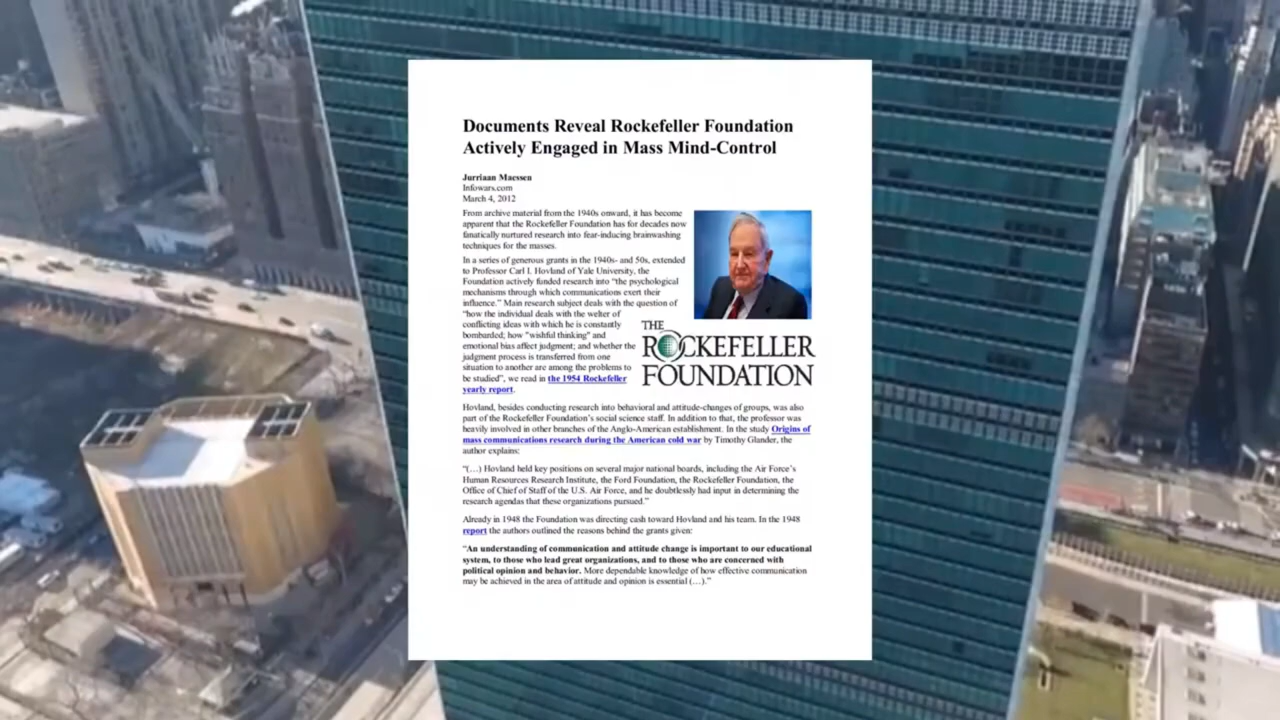 Documents Reveal Rockefeller Foundation
Actively Engaged in Mass Mind-Control
Jurriaan Maessen
Infowars.com
March 4, 2012
From archive material from the 1940s onward, it has become
apparent that the Rockefeller Foundation has for decades now
fanatically nurtured research into fear-inducing brainwashing
techniques for the masses.
In a series of generous grants in the 1940s- and 50s, extended
to Professor Carl I. Hovland of Yale University, the
Foundation actively funded research into “the psychological
mechanisms through which communications exert their
influence.” Main research subject deals with the question of
“how the individual deals with the welter of
conflicting ideas with which he is constantly
bombarded; how "wishful thinking" and
emotional bias affect judgment; and whether the
judgment process is transferred from one
situation to another are among the problems to
be studied”, we read in the 1954 Rockefeller
yearly report.
THE
ROCKEFELLER
FOUNDATION
Hovland, besides conducting research into behavioral and attitude-changes of groups, was also
part of the Rockefeller Foundation’s social science staff. In addition to that, the professor was
heavily involved in other branches of the Anglo-American establishment. In the study Origins of
mass communications research during the American cold war by Timothy Glander, the
author explains:
“(…) Hovland held key positions on several major national boards, including the Air Force’s
Human Resources Research Institute, the Ford Foundation, the Rockefeller Foundation, the
Office of Chief of Staff of the U.S. Air Force, and he doubtlessly had input in determining the
research agendas that these organizations pursued.”
Already in 1948 the Foundation was directing cash toward Hovland and his team. In the 1948
report the authors outlined the reasons behind the grants given:
“An understanding of communication and attitude change is important to our educational
system, to those who lead great organizations, and to those who are concerned with
political opinion and behavior. More dependable knowledge of how effective communication
may be achieved in the area of attitude and opinion is essential (…).”